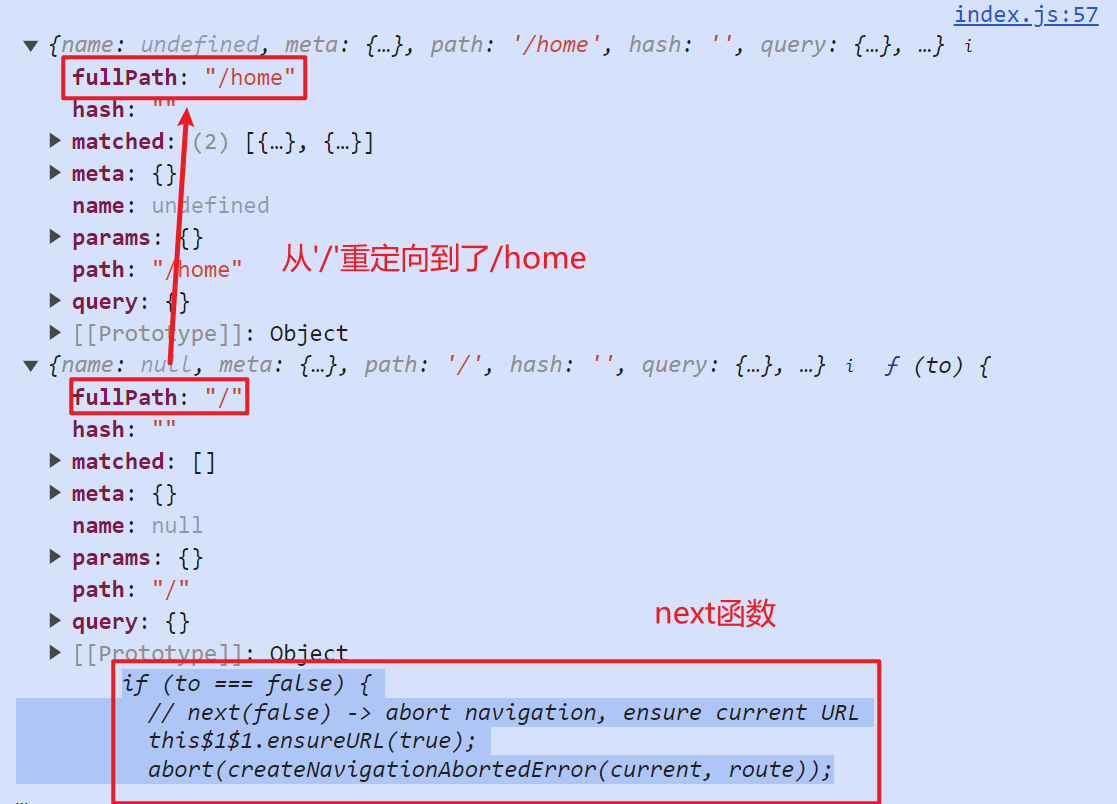 index.js:57
▼ {name: undefined, meta: {…}, path: '/home', hash: '', query: {…}, …} i
fullPath: "/home"
hash: ""
▶ matched: (2) [{…}, {…}]
▶ meta: {}
name: undefined
▶ params: {}
从'/'重定向到了/home
path: "/home"
▶ query: {}
▶ [[Prototype]]: Object
▼ {name: null, meta: {…}, path: '/', hash: '', query: {…}, …} i ƒ (to) {
fullPath: "/"
hash: ""
▶ matched: []
▶ meta: {}
name: null
▶ params: {}
path: "/"
next函数
▶ query: {}
▶ [[Prototype]]: Object
if (to === false) {
// next(false) -> abort navigation, ensure current URL
this$1$1.ensureURL(true);
abort(createNavigationAbortedError(current, route));
…